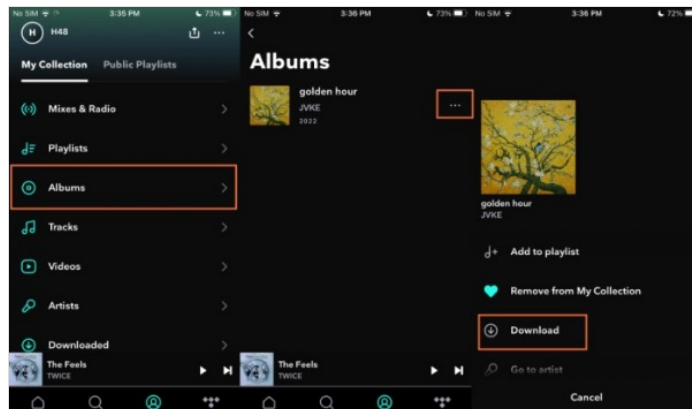 No SIM 3:35 PM 73%
H H48
My Collection Public Playlists
Mixes & Radio
Playlists
Albums
Tracks
Videos
Artists
Downloaded
The Feels
TWICE
No SIM 3:36 PM 73%
Albums
golden hour
JVKE
2022
The Feels
TWICE
No SIM 3:36 PM 72%
golden hour
JVKE
Add to playlist
Remove from My Collection
Download
Go to artist
Cancel